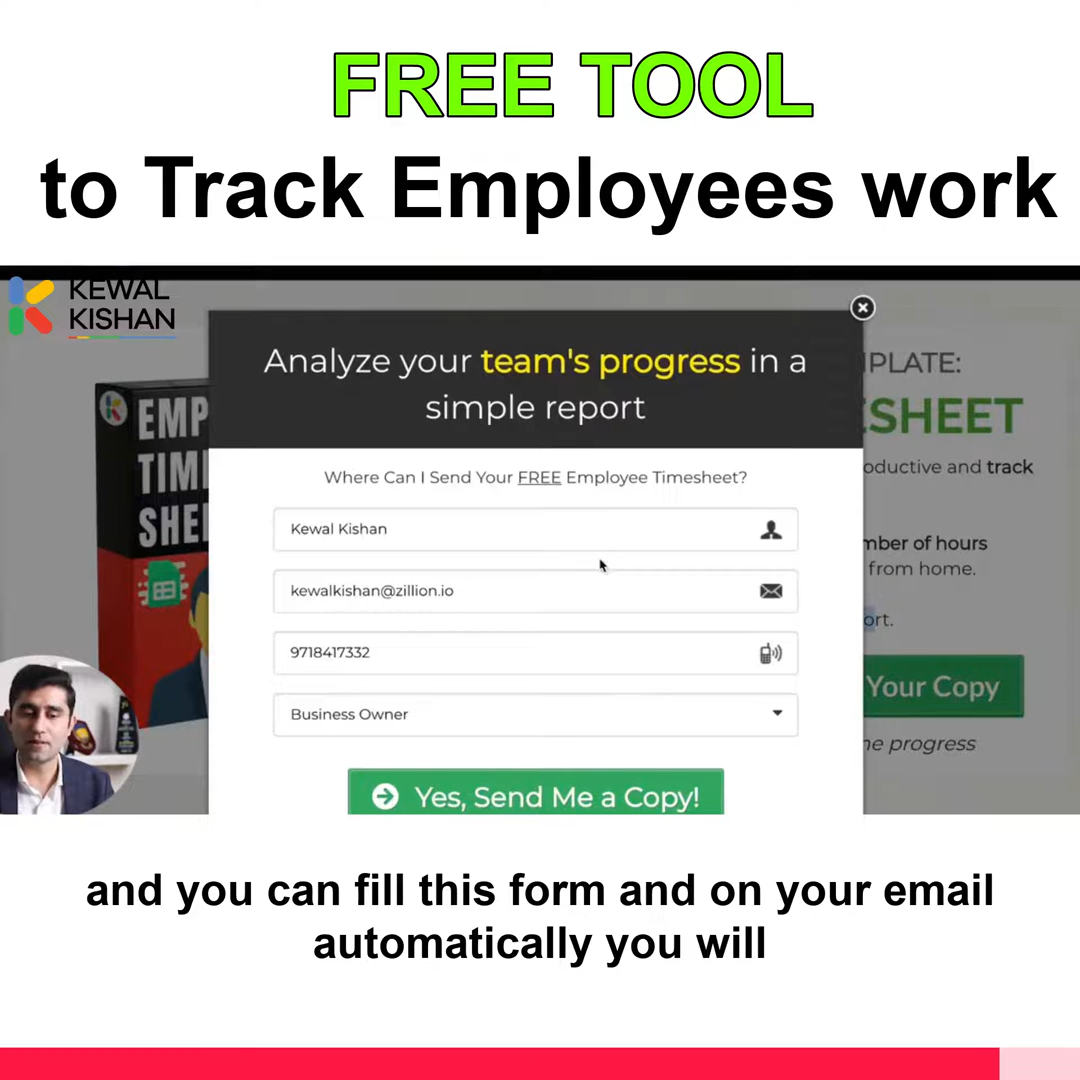 FREE TOOL
to Track Employees work
KEWAL
KISHAN
Analyze your team's progress in a
simple report
Where Can I Send Your FREE Employee Timesheet?
Kewal Kishan
kewalkishan@zillion.io
9718417332
Business Owner
Yes, Send Me a Copy!
EMP
TIM
SHE
PLATE:
SHEET
oductive and track
mber of hours
from home.
ort.
Your Copy
e progress
and you can fill this form and on your email
automatically you will